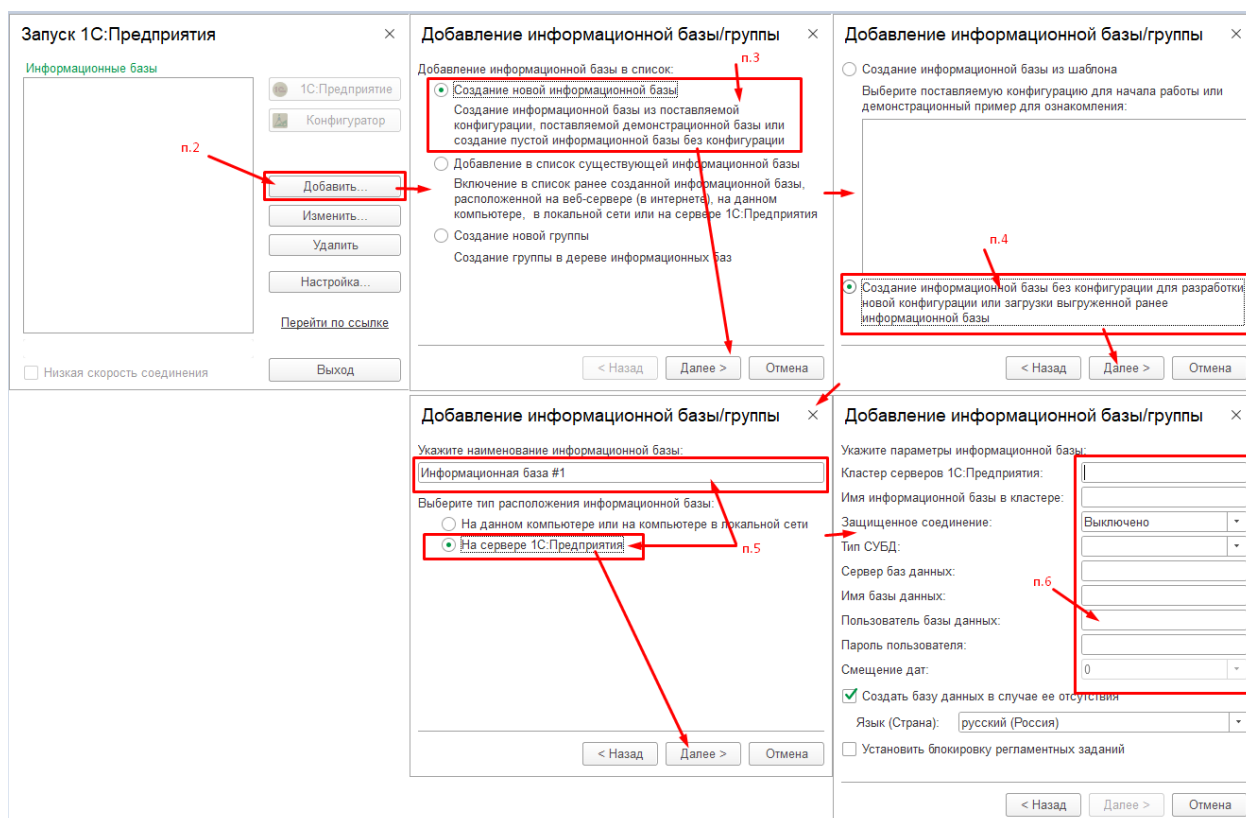 Запуск 1С:Предприятия
Информационные базы
1С:Предприятие
Конфигуратор
п.2
Добавить...
Изменить...
Удалить
Настройка...
Перейти по ссылке
Низкая скорость соединения
Выход
Добавление информационной базы/группы
Добавление информационной базы в список:
п.3
Создание новой информационной базы
Создание информационной базы из поставляемой
конфигурации, поставляемой демонстрационной базы или
создание пустой информационной базы без конфигурации
Добавление в список существующей информационной базы
Включение в список ранее созданной информационной базы,
расположенной на веб-сервере (в интернете), на данном
компьютере, в локальной сети или на сервере 1С:Предприятия
Создание новой группы
Создание группы в дереве информационных баз
< Назад
Далее >
Отмена
Добавление информационной базы/группы
Создание информационной базы из шаблона
Выберите поставляемую конфигурацию для начала работы или
демонстрационный пример для ознакомления:
п.4
Создание информационной базы без конфигурации для разработки
новой конфигурации или загрузки выгруженной ранее
информационной базы
< Назад
Далее >
Отмена
Добавление информационной базы/группы
Укажите наименование информационной базы:
Информационная база #1
Выберите тип расположения информационной базы:
На данном компьютере или на компьютере в локальной сети
На сервере 1С:Предприятия
п.5
< Назад
Далее >
Отмена
Добавление информационной базы/группы
Укажите параметры информационной базы:
Кластер серверов 1С:Предприятия:
Имя информационной базы в кластере:
Защищенное соединение:
Выключено
Тип СУБД:
Сервер баз данных:
п.6
Имя базы данных:
Пользователь базы данных:
Пароль пользователя:
Смещение дат:
0
Создать базу данных в случае ее отсутствия
Язык (Страна):
русский (Россия)
Установить блокировку регламентных заданий
< Назад
Далее >
Отмена